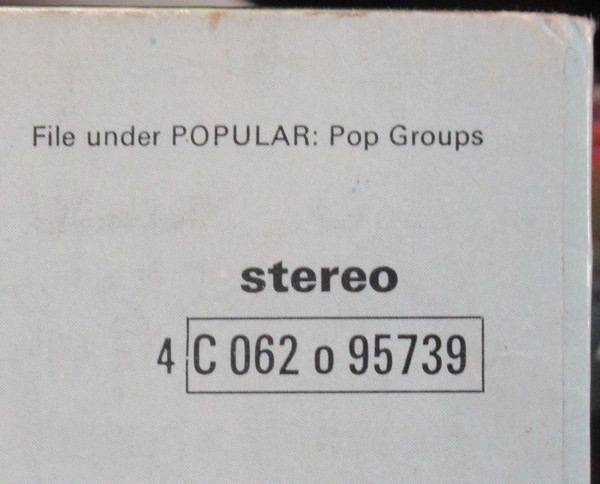 File under POPULAR: Pop Groups
stereo
4 C 062 o 95739